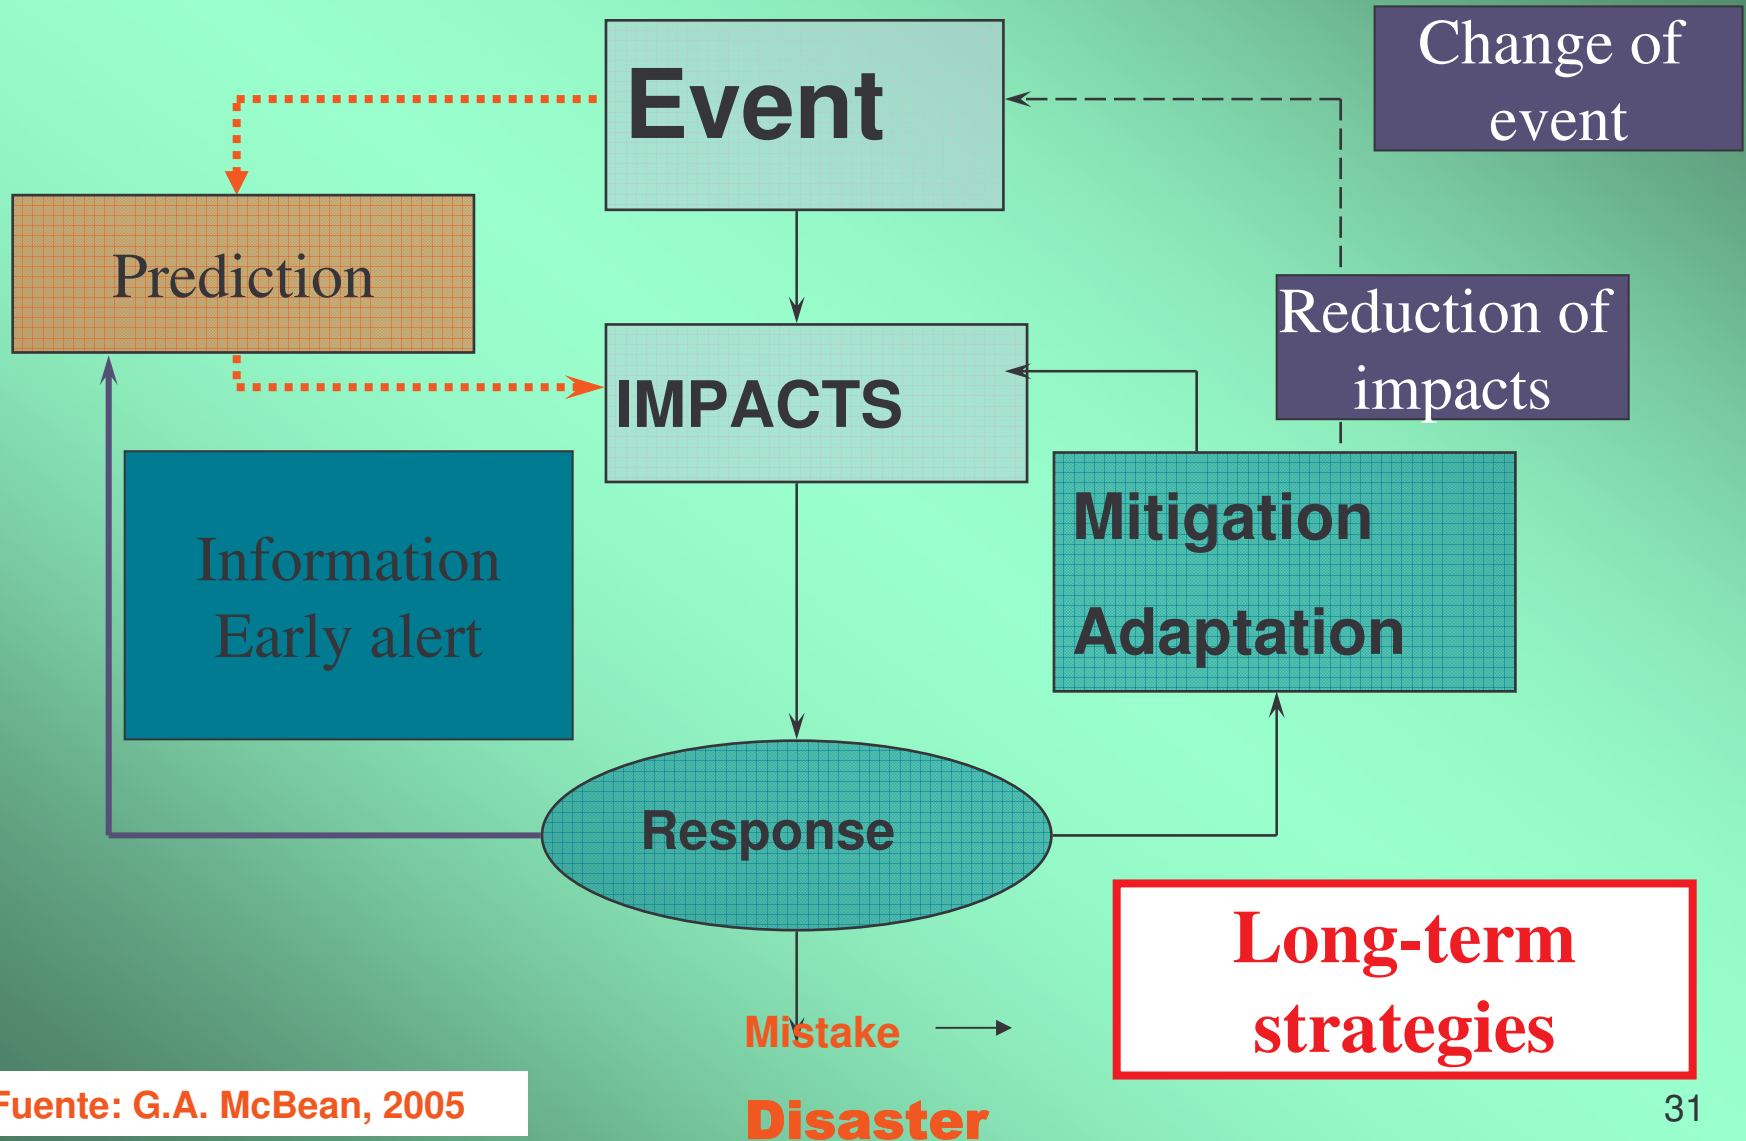 Change of
event
Event
Prediction
Reduction of
impacts
IMPACTS
Information
Early alert
Mitigation
Adaptation
Response
Long-term
strategies
Mistake
Fuente: G.A. McBean, 2005
Disaster
31